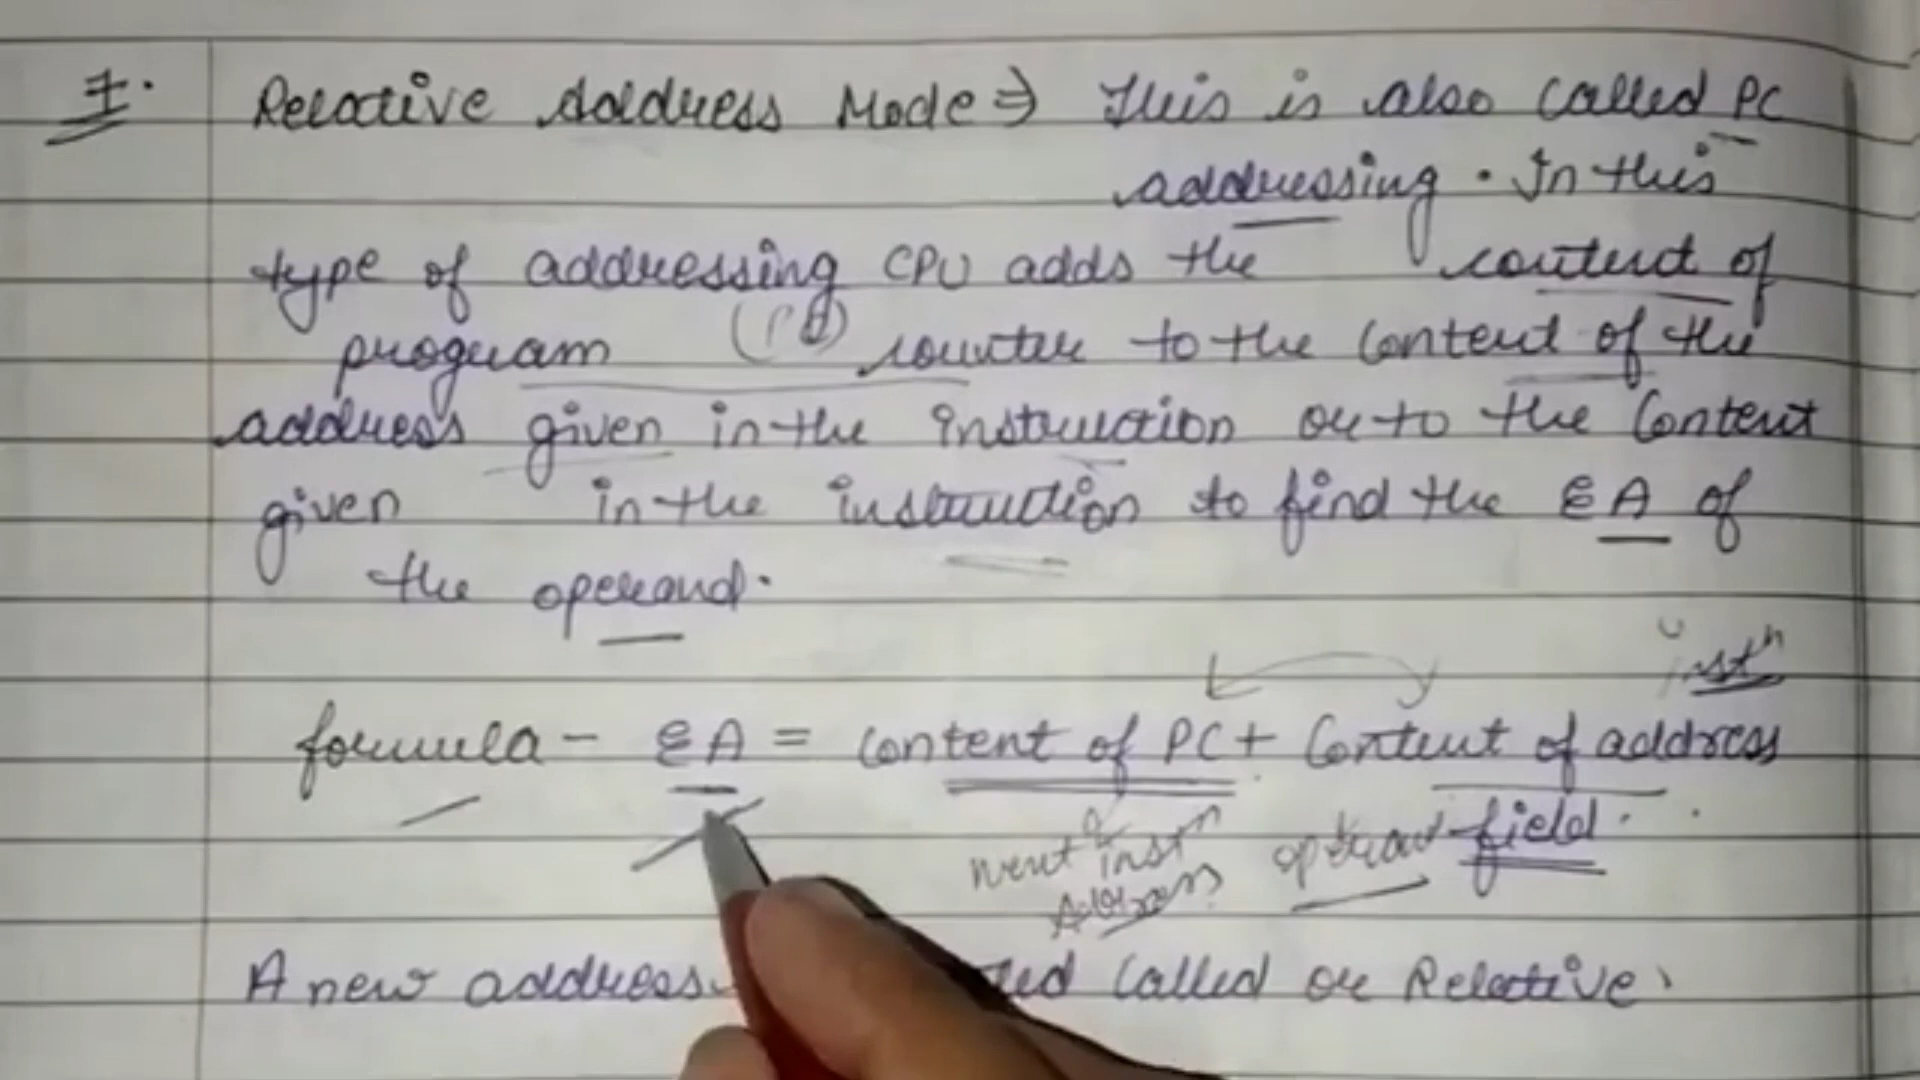 7.
Relative Address Mode ⇒ This is also called PC
addressing. In this
type of addressing CPU adds the content of
program (PC) counter to the content of the
address given in the instruction or to the content
given in the instruction to find the EA of
the operand.
instn
formula - EA = content of PC + Content of address
field.
next instn operand
Address
A new address called or Relative